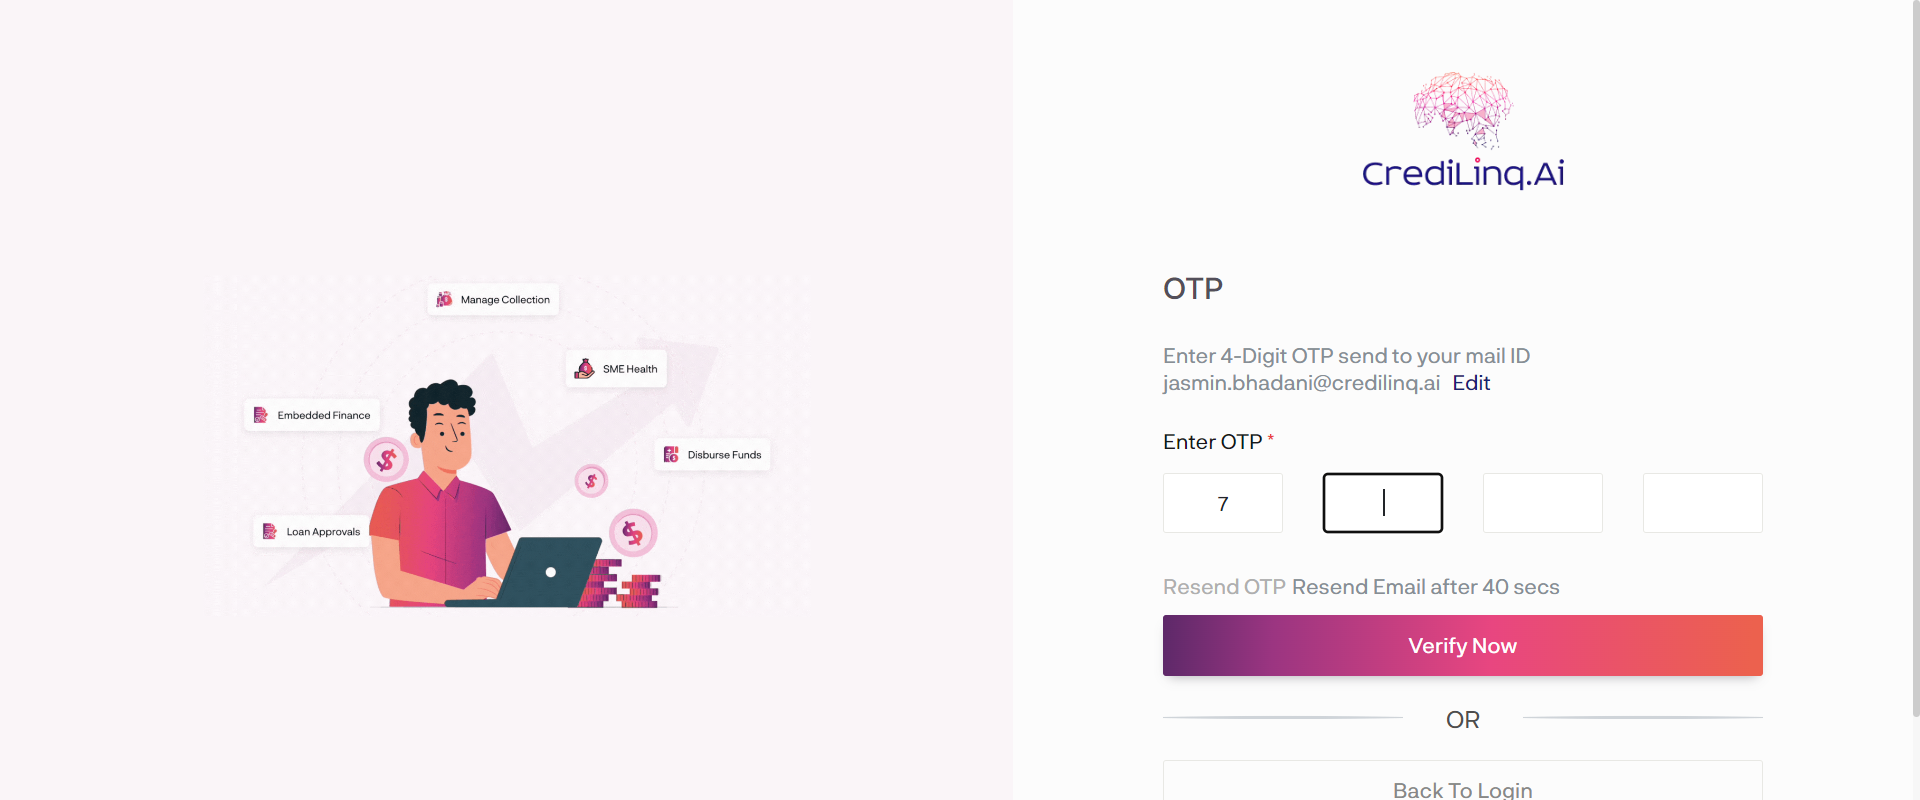 Manage Collection
SME Health
Embedded Finance
Disburse Funds
Loan Approvals
CrediLinq.Ai
OTP
Enter 4-Digit OTP send to your mail ID
jasmin.bhadani@credilinq.ai Edit
Enter OTP *
7
Resend OTP Resend Email after 40 secs
Verify Now
OR
Back To Login